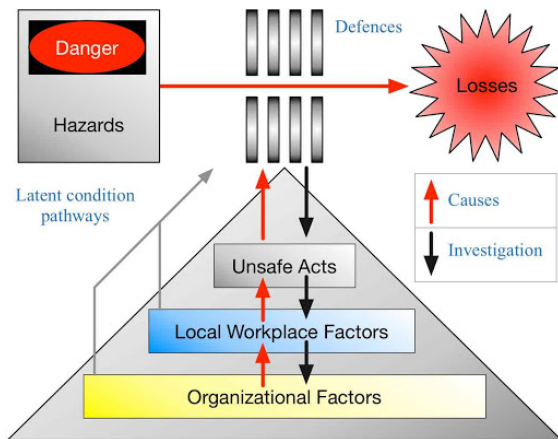 Danger
Hazards
Defences
Losses
Latent condition
pathways
Causes
Investigation
Unsafe Acts
Local Workplace Factors
Organizational Factors